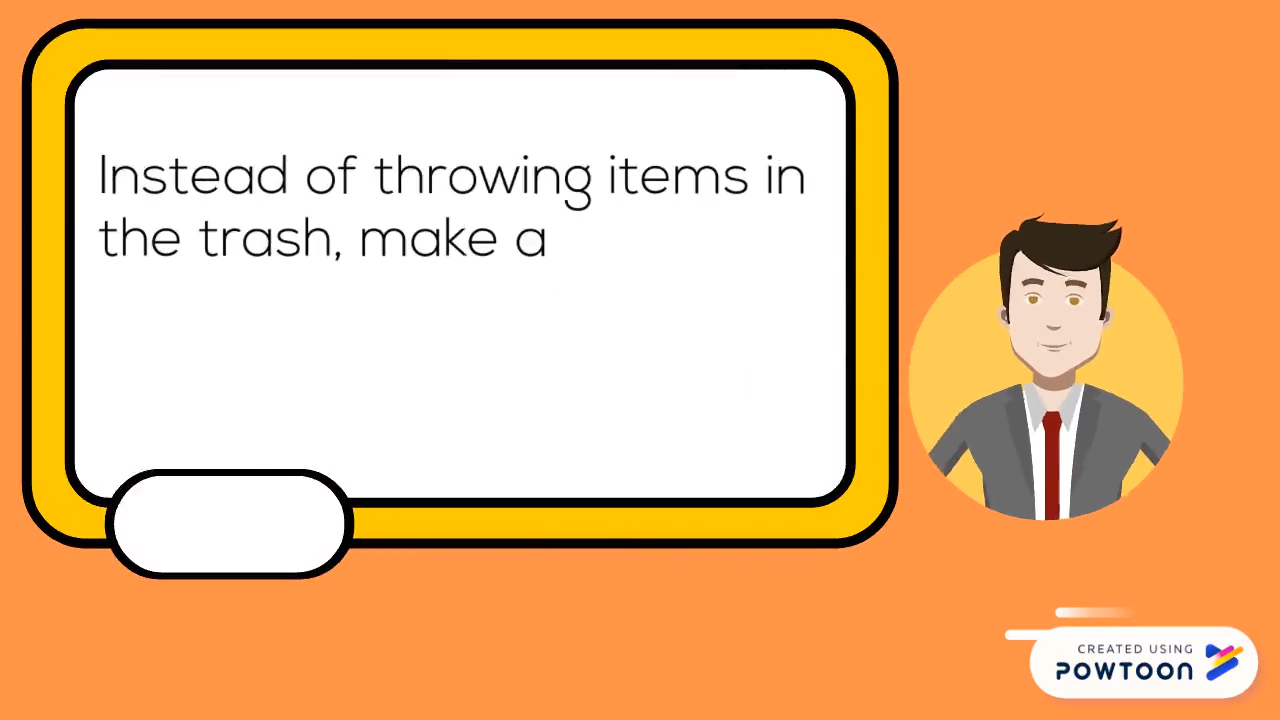 Instead of throwing items in
the trash, make a
CREATED USING
POWTOON